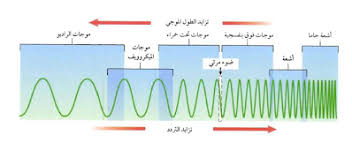 تزايد الطول الموجي
أشعة جاما
موجات فوق بنفسجية
موجات تحت حمراء
موجات الراديو
موجات
الميكروويف
أشعة
ضوء مرئي
تزايد التردد